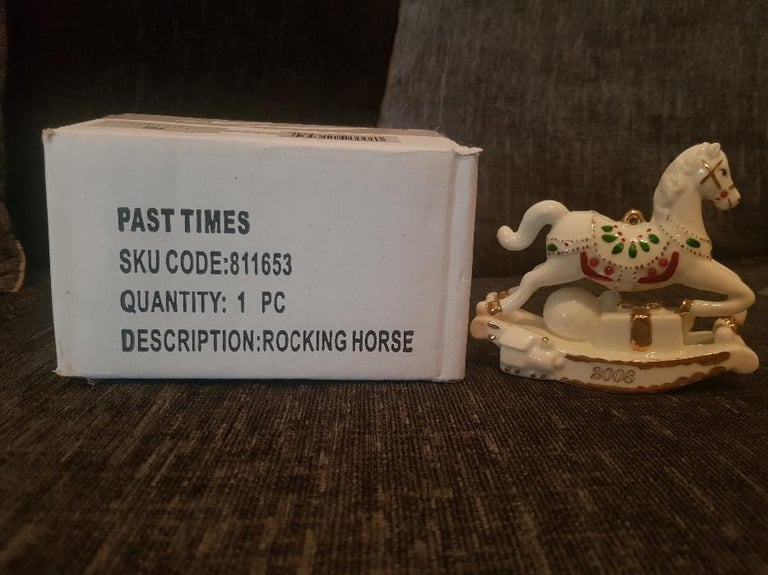 PAST TIMES
SKU CODE:811653
QUANTITY: 1 PC
DESCRIPTION:ROCKING HORSE
2008